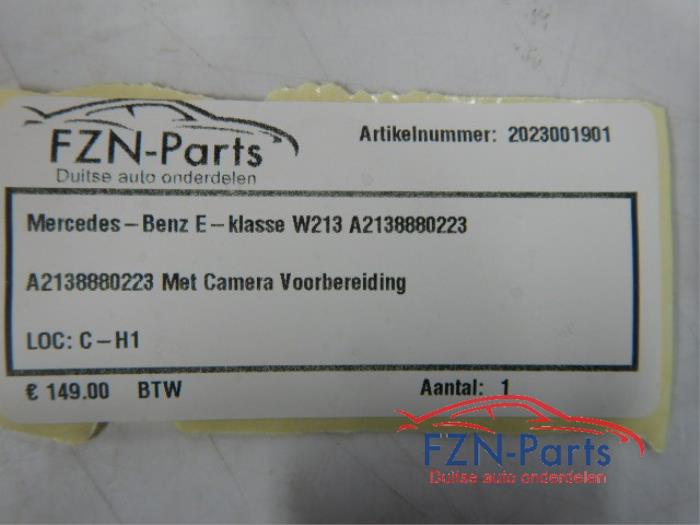 FZN-Parts
Duitse auto onderdelen
Artikelnummer: 2023001901
Mercedes-Benz E-klasse W213 A2138880223
A2138880223 Met Camera Voorbereiding
LOC: C-H1
€ 149.00 BTW
Aantal: 1
FZN-Parts
Duitse auto onderdelen